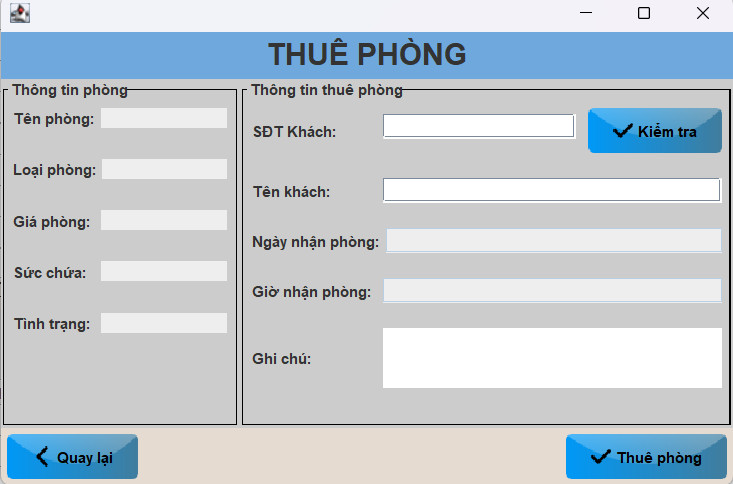 THUÊ PHÒNG
Thông tin phòng
Tên phòng:
Loại phòng:
Giá phòng:
Sức chứa:
Tình trạng:
Thông tin thuê phòng
SĐT Khách:
Kiểm tra
Tên khách:
Ngày nhận phòng:
Giờ nhận phòng:
Ghi chú:
Quay lại
Thuê phòng